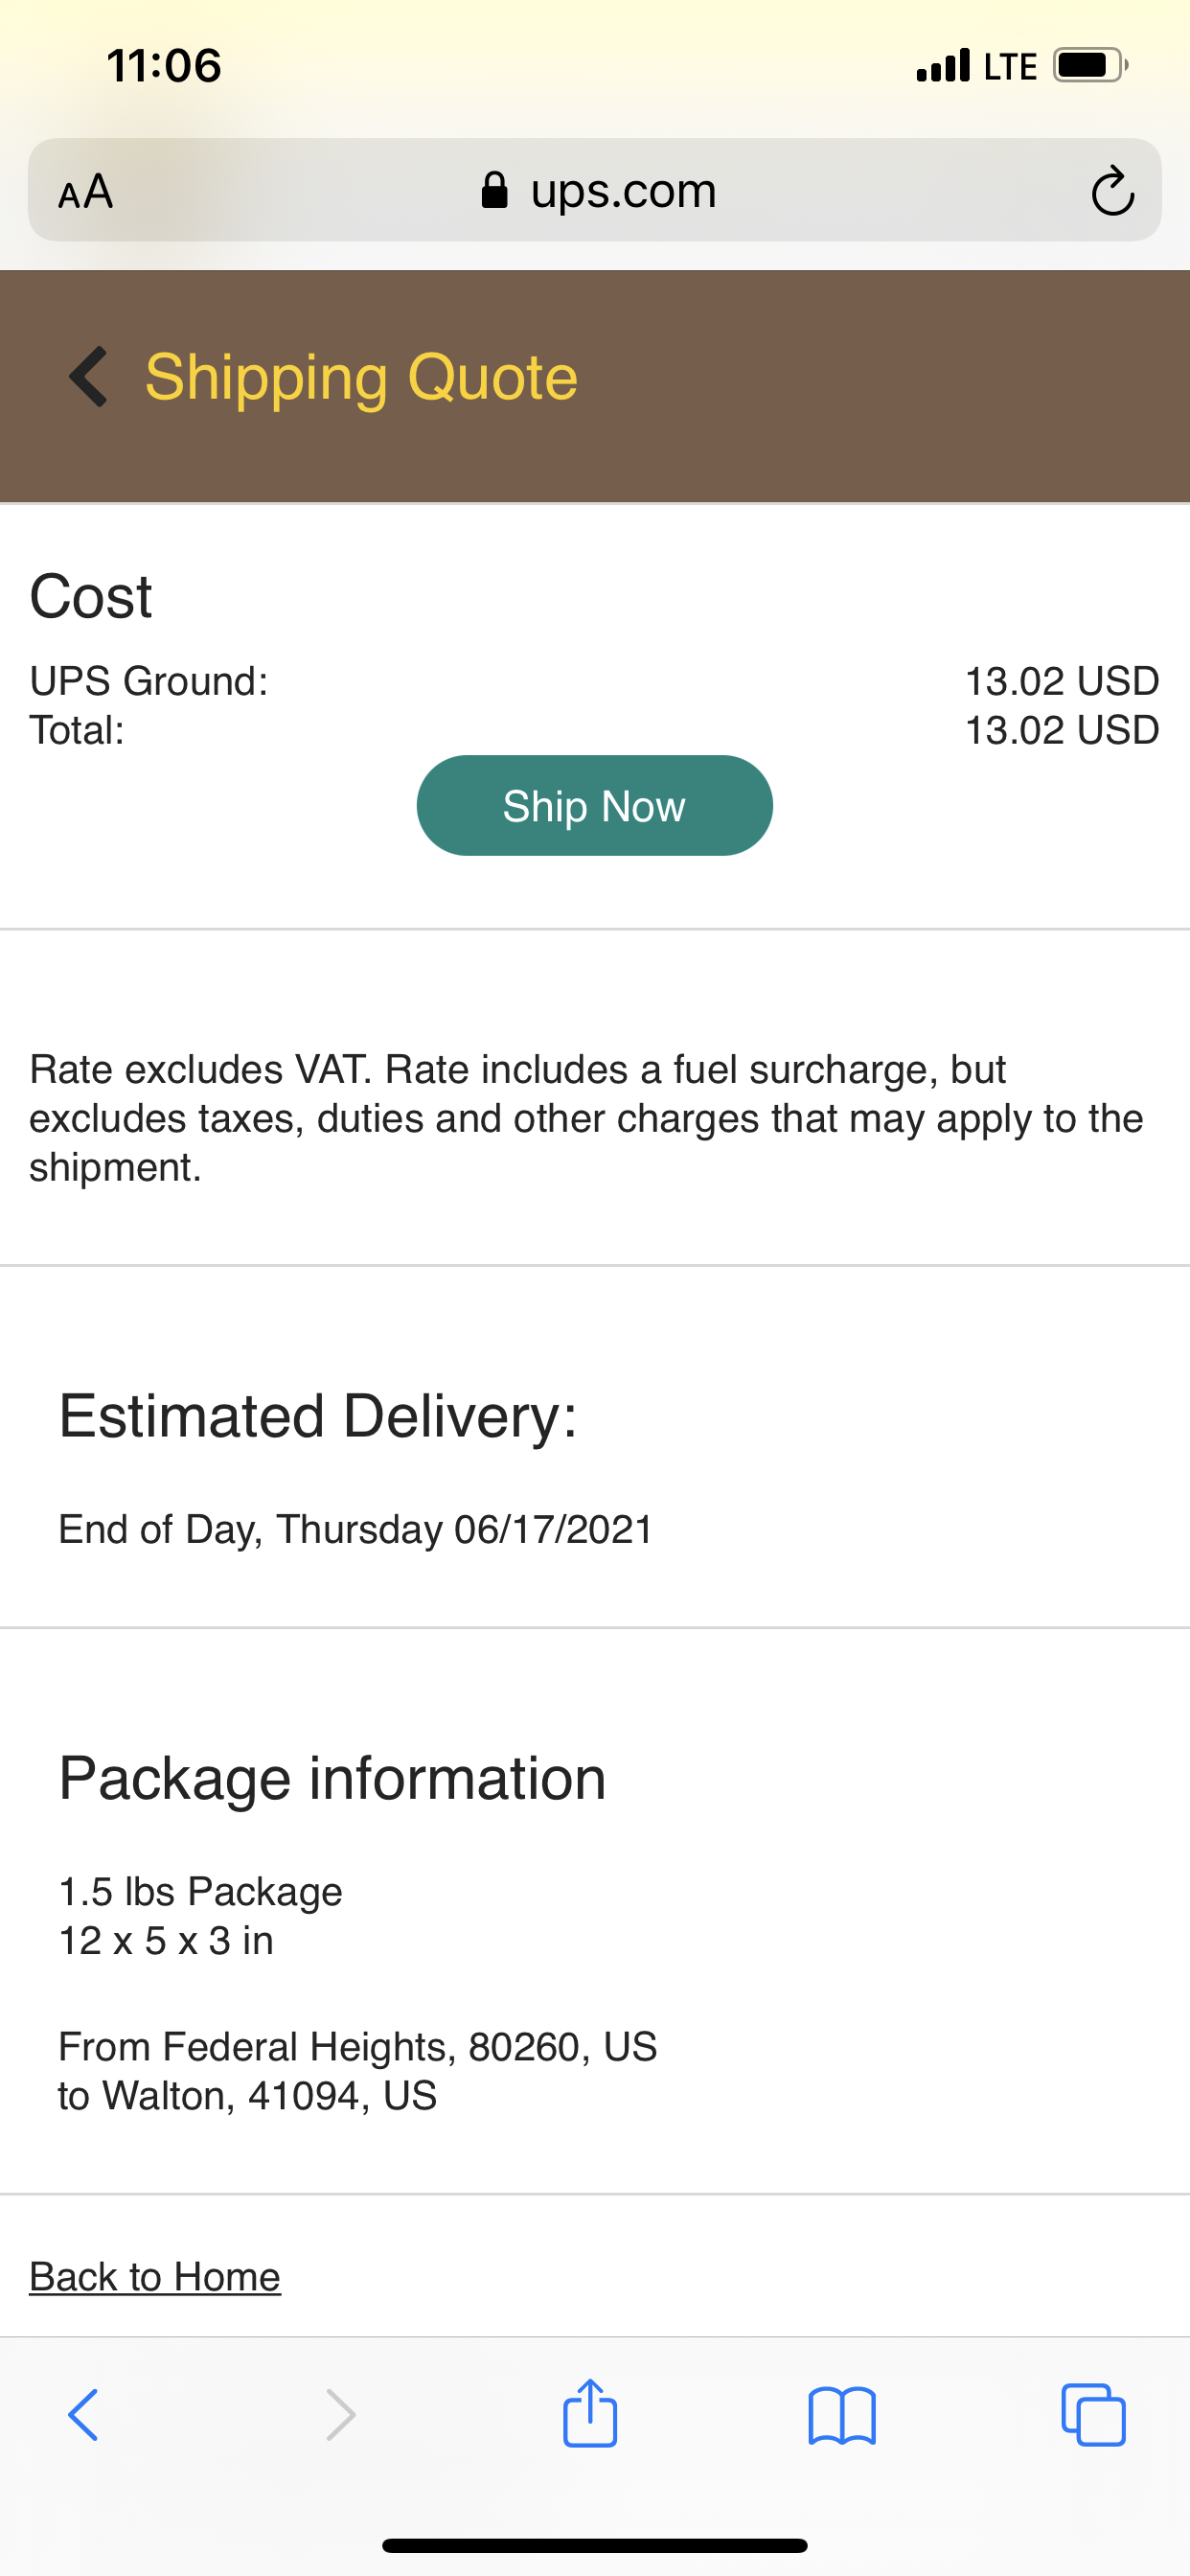 11:06
LTE
AA
ups.com
Shipping Quote
Cost
UPS Ground: 13.02 USD
Total: 13.02 USD
Ship Now
Rate excludes VAT. Rate includes a fuel surcharge, but
excludes taxes, duties and other charges that may apply to the
shipment.
Estimated Delivery:
End of Day, Thursday 06/17/2021
Package information
1.5 lbs Package
12 x 5 x 3 in
From Federal Heights, 80260, US
to Walton, 41094, US
Back to Home